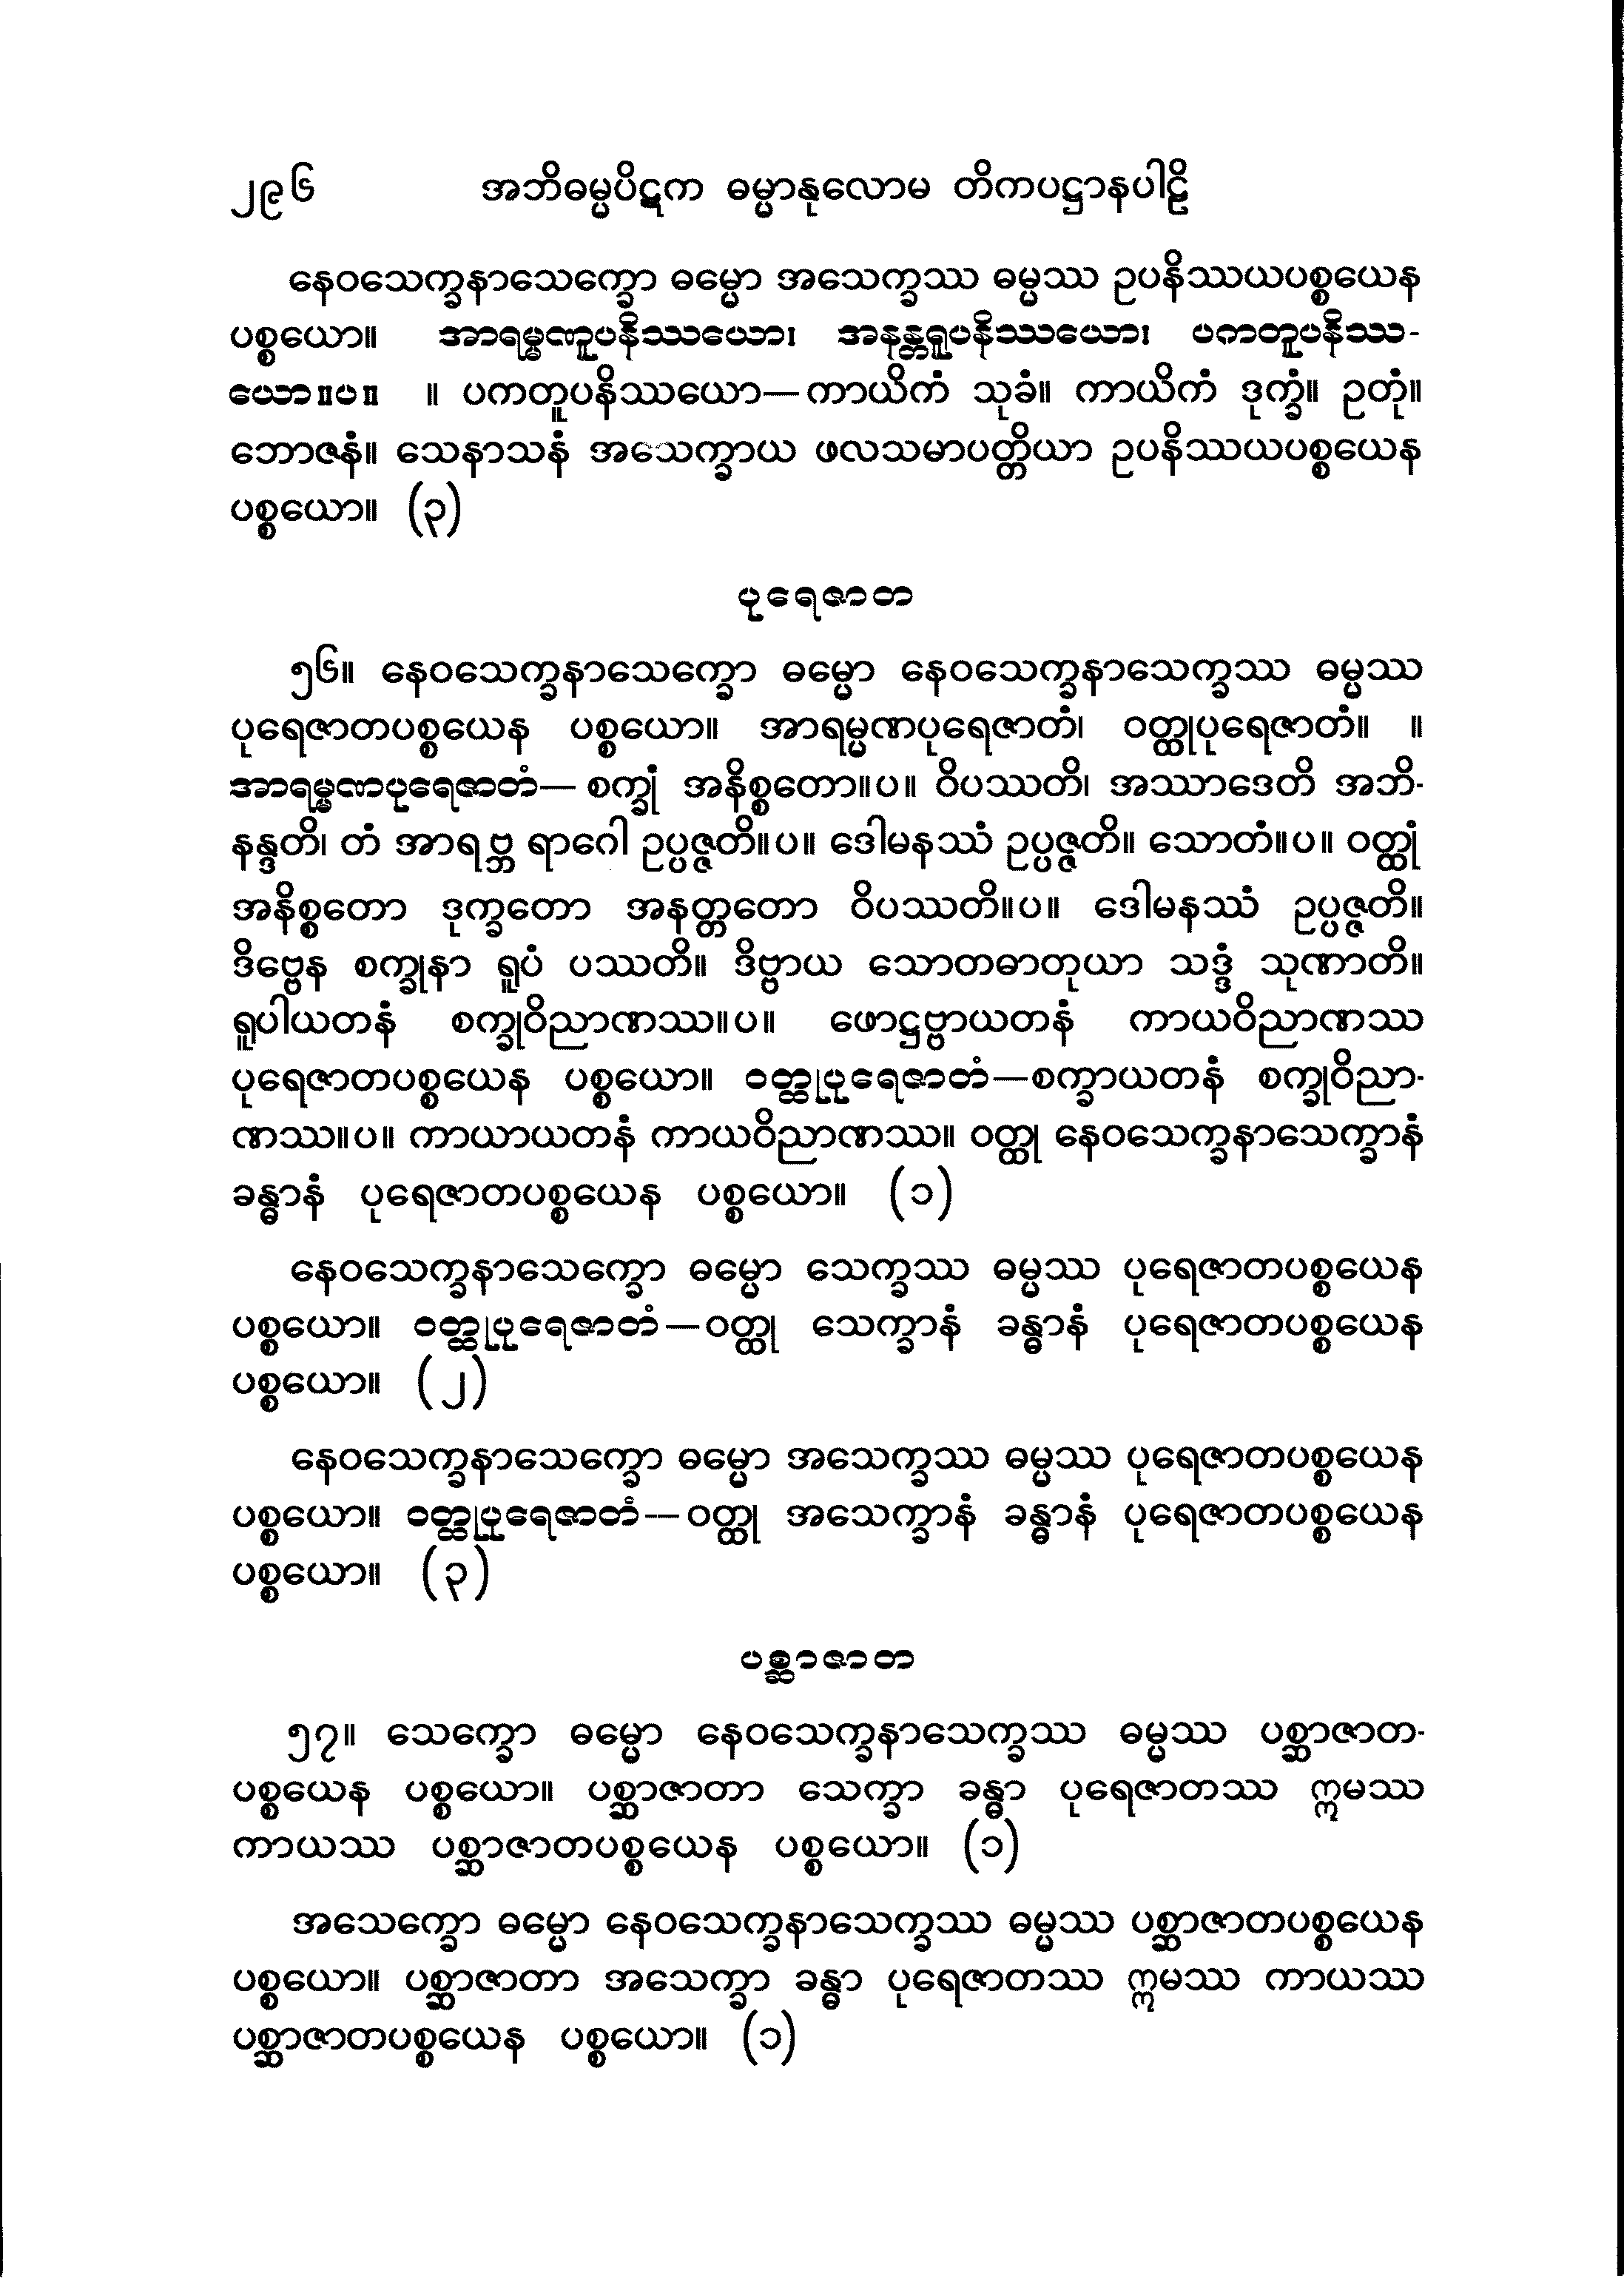 ၂၉၆ အဘိဓမ္မပိဋက ဓမ္မာနုလောမ တိကပဋ္ဌာနပါဠိ
နေဝသေက္ခနာသေက္ခော ဓမ္မော အသေက္ခဿ ဓမ္မဿ ဥပနိဿယပစ္စယေန
ပစ္စယော။ အာရမ္မဏူပနိဿယော၊ အနန္တရူပနိဿယော၊ ပကတူပနိဿ-
ယော။ပ။ ။ ပကတူပနိဿယော—ကာယိကံ သုခံ။ ကာယိကံ ဒုက္ခံ။ ဥတုံ။
ဘောဇနံ။ သေနာသနံ အသေက္ခာယ ဖလသမာပတ္တိယာ ဥပနိဿယပစ္စယေန
ပစ္စယော။ (၃)
ပုရေဇာတ
၅၆။ နေဝသေက္ခနာသေက္ခော ဓမ္မော နေဝသေက္ခနာသေက္ခဿ ဓမ္မဿ
ပုရေဇာတပစ္စယေန ပစ္စယော။ အာရမ္မဏပုရေဇာတံ၊ ဝတ္ထုပုရေဇာတံ။ ။
အာရမ္မဏပုရေဇာတံ— စက္ခုံ အနိစ္စတော။ပ။ ဝိပဿတိ၊ အဿာဒေတိ အဘိ-
နန္ဒတိ၊ တံ အာရဗ္ဘ ရာဂေါ ဥပ္ပဇ္ဇတိ။ပ။ ဒေါမနဿံ ဥပ္ပဇ္ဇတိ။ သောတံ။ပ။ ဝတ္ထုံ
အနိစ္စတော ဒုက္ခတော အနတ္တတော ဝိပဿတိ။ပ။ ဒေါမနဿံ ဥပ္ပဇ္ဇတိ။
ဒိဗ္ဗေန စက္ခုနာ ရူပံ ပဿတိ။ ဒိဗ္ဗာယ သောတဓာတုယာ သဒ္ဒံ သုဏာတိ။
ရူပါယတနံ စက္ခုဝိညာဏဿ။ပ။ ဖောဋ္ဌဗ္ဗာယတနံ ကာယဝိညာဏဿ
ပုရေဇာတပစ္စယေန ပစ္စယော။ ဝတ္ထုပုရေဇာတံ—စက္ခာယတနံ စက္ခုဝိညာ-
ဏဿ။ပ။ ကာယာယတနံ ကာယဝိညာဏဿ။ ဝတ္ထု နေဝသေက္ခနာသေက္ခာနံ
ခန္ဓာနံ ပုရေဇာတပစ္စယေန ပစ္စယော။ (၁)
နေဝသေက္ခနာသေက္ခော ဓမ္မော သေက္ခဿ ဓမ္မဿ ပုရေဇာတပစ္စယေန
ပစ္စယော။ ဝတ္ထုပုရေဇာတံ—ဝတ္ထု သေက္ခာနံ ခန္ဓာနံ ပုရေဇာတပစ္စယေန
ပစ္စယော။ (၂)
နေဝသေက္ခနာသေက္ခော ဓမ္မော အသေက္ခဿ ဓမ္မဿ ပုရေဇာတပစ္စယေန
ပစ္စယော။ ဝတ္ထုပုရေဇာတံ—ဝတ္ထု အသေက္ခာနံ ခန္ဓာနံ ပုရေဇာတပစ္စယေန
ပစ္စယော။ (၃)
ပစ္ဆာဇာတ
၅၇။ သေက္ခော ဓမ္မော နေဝသေက္ခနာသေက္ခဿ ဓမ္မဿ ပစ္ဆာဇာတ-
ပစ္စယေန ပစ္စယော။ ပစ္ဆာဇာတာ သေက္ခာ ခန္ဓာ ပုရေဇာတဿ ဣမဿ
ကာယဿ ပစ္ဆာဇာတပစ္စယေန ပစ္စယော။ (၁)
အသေက္ခော ဓမ္မော နေဝသေက္ခနာသေက္ခဿ ဓမ္မဿ ပစ္ဆာဇာတပစ္စယေန
ပစ္စယော။ ပစ္ဆာဇာတာ အသေက္ခာ ခန္ဓာ ပုရေဇာတဿ ဣမဿ ကာယဿ
ပစ္ဆာဇာတပစ္စယေန ပစ္စယော။ (၁)